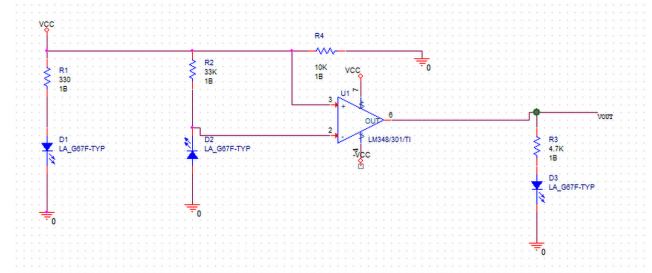 VCC
R1
330
1B
D1
LA_G67F-TYP
0
R2
33K
1B
D2
LA_G67F-TYP
0
R4
10K
1B
0
VCC
7
U1
3
+
2
-
OUT
6
LM348/301/TI
4
-VCC
VOUT
R3
4.7K
1B
D3
LA_G67F-TYP
0